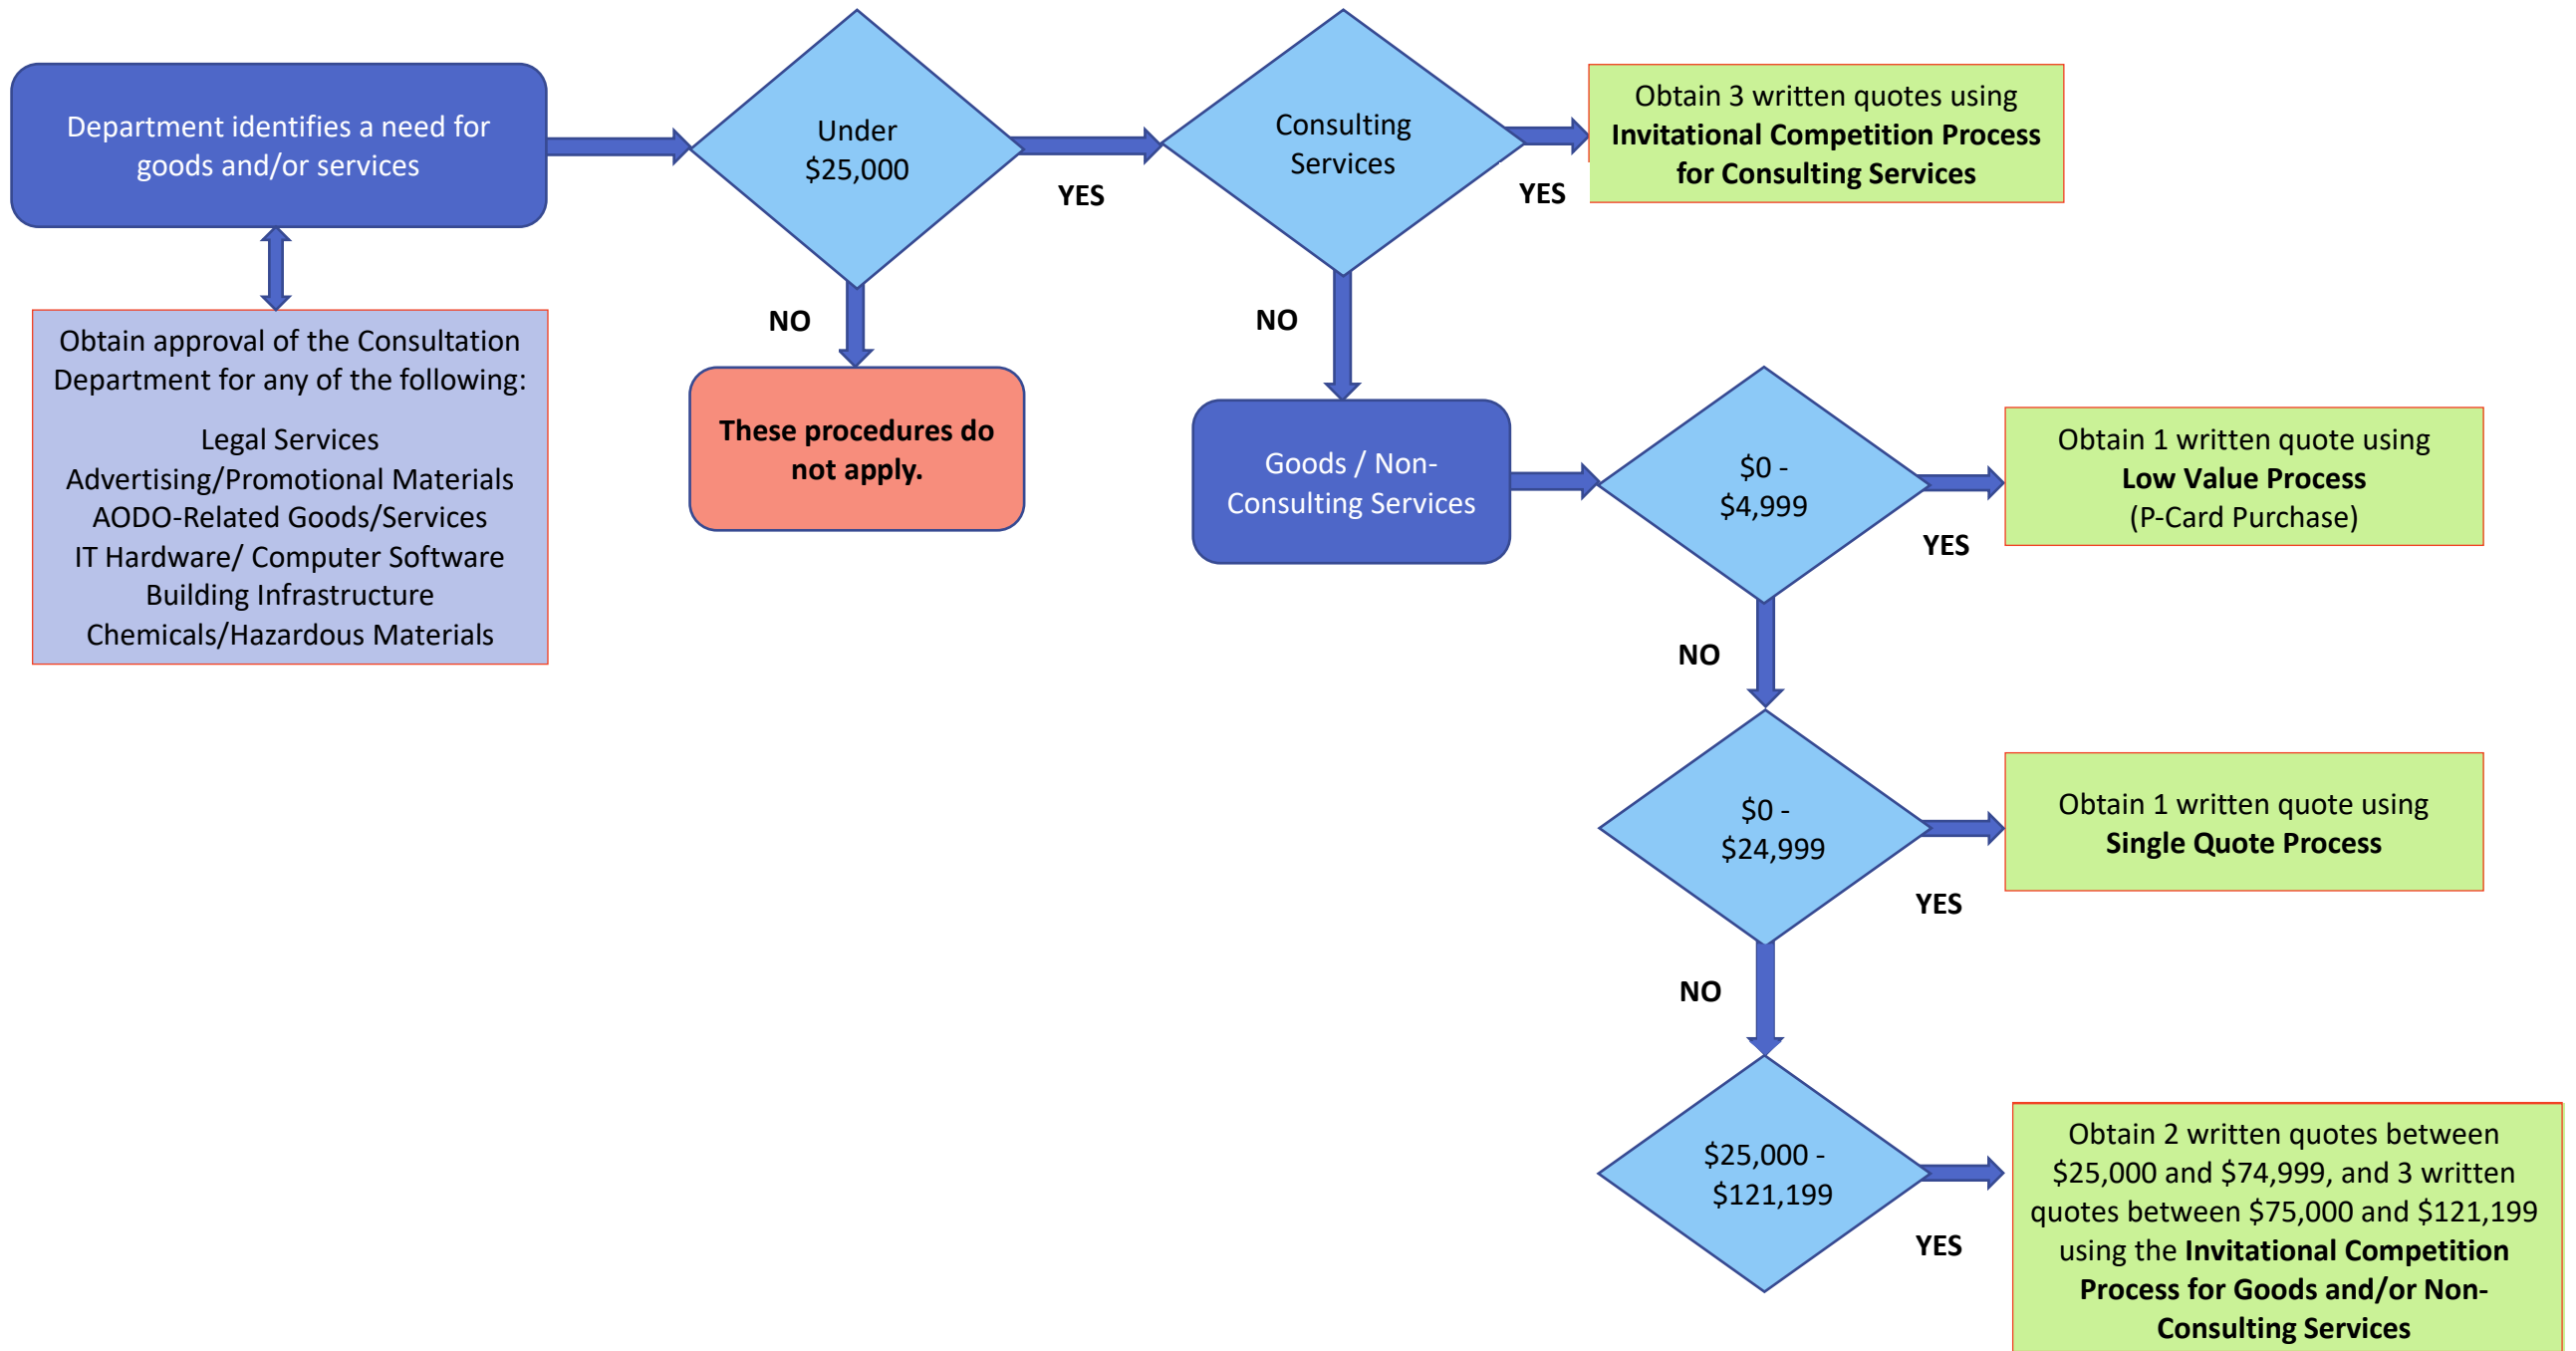 Department identifies a need for
goods and/or services
Under
$25,000
YES
Consulting
Services
YES
Obtain 3 written quotes using
Invitational Competition Process
for Consulting Services
NO
These procedures do
not apply.
NO
Obtain approval of the Consultation
Department for any of the following:
Legal Services
Advertising/Promotional Materials
AODO-Related Goods/Services
IT Hardware/ Computer Software
Building Infrastructure
Chemicals/Hazardous Materials
Goods / Non-
Consulting Services
$0 -
$4,999
YES
Obtain 1 written quote using
Low Value Process
(P-Card Purchase)
NO
$0 -
$24,999
YES
Obtain 1 written quote using
Single Quote Process
NO
$25,000 -
$121,199
YES
Obtain 2 written quotes between
$25,000 and $74,999, and 3 written
quotes between $75,000 and $121,199
using the Invitational Competition
Process for Goods and/or Non-
Consulting Services